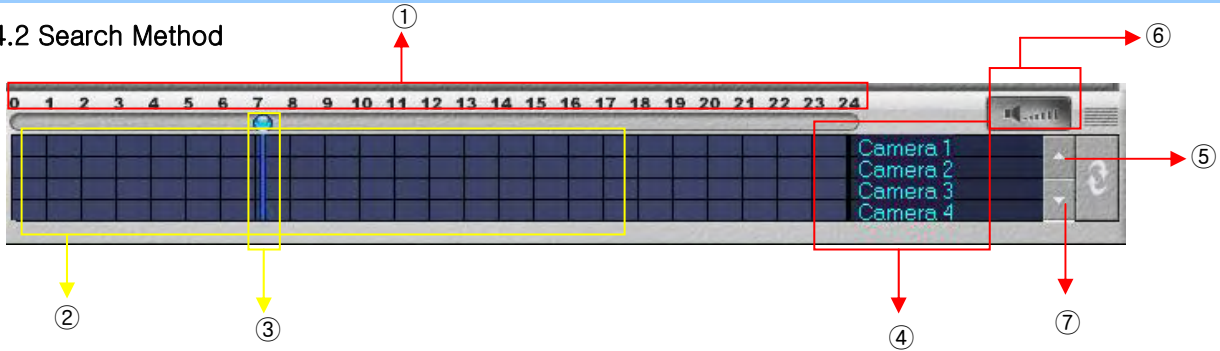 ①
4.2 Search Method
⑥
0 1 2 3 4 5 6 7 8 9 10 11 12 13 14 15 16 17 18 19 20 21 22 23 24
Camera 1
Camera 2
Camera 3
Camera 4
⑤
②
③
④
⑦